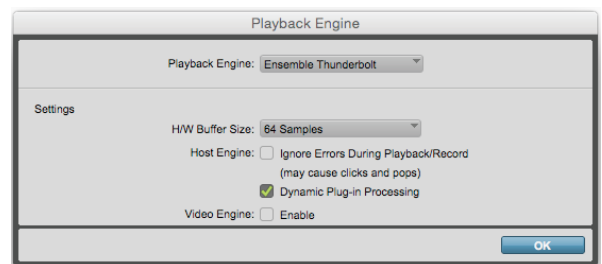 Playback Engine
Playback Engine: Ensemble Thunderbolt
Settings
H/W Buffer Size: 64 Samples
Host Engine: Ignore Errors During Playback/Record
(may cause clicks and pops)
Dynamic Plug-in Processing
Video Engine: Enable
OK